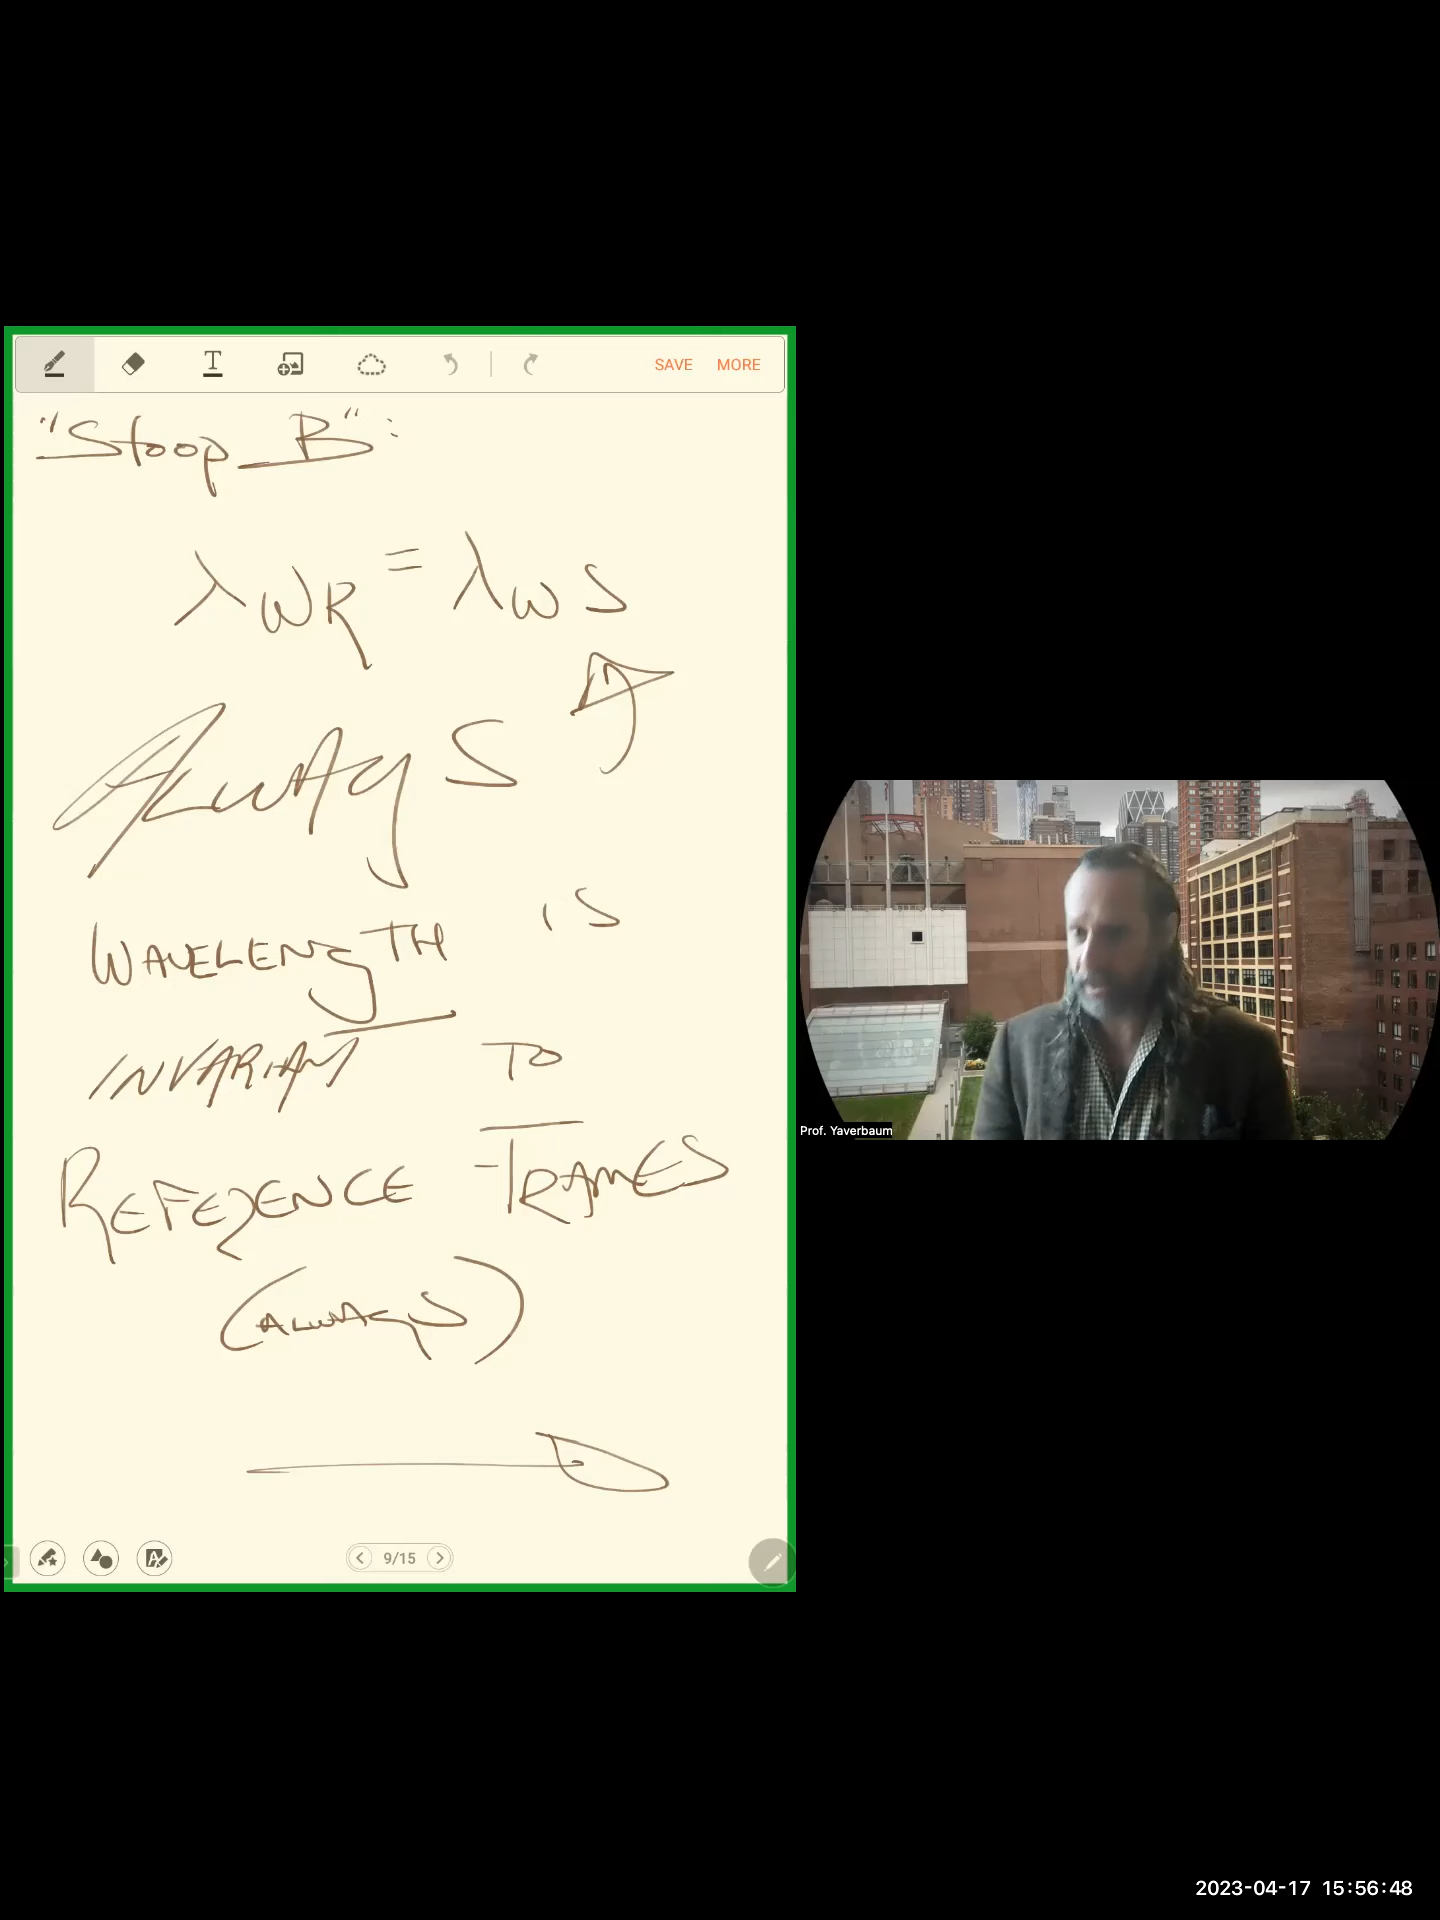 SAVE MORE
"Stoop B":
λWR = λWS
ALWAYS
WAVELENGTH IS
INVARIANT TO
REFERENCE FRAMES
(ALWAYS)
9/15
Prof. Yaverbaum
2023-04-17 15:56:48